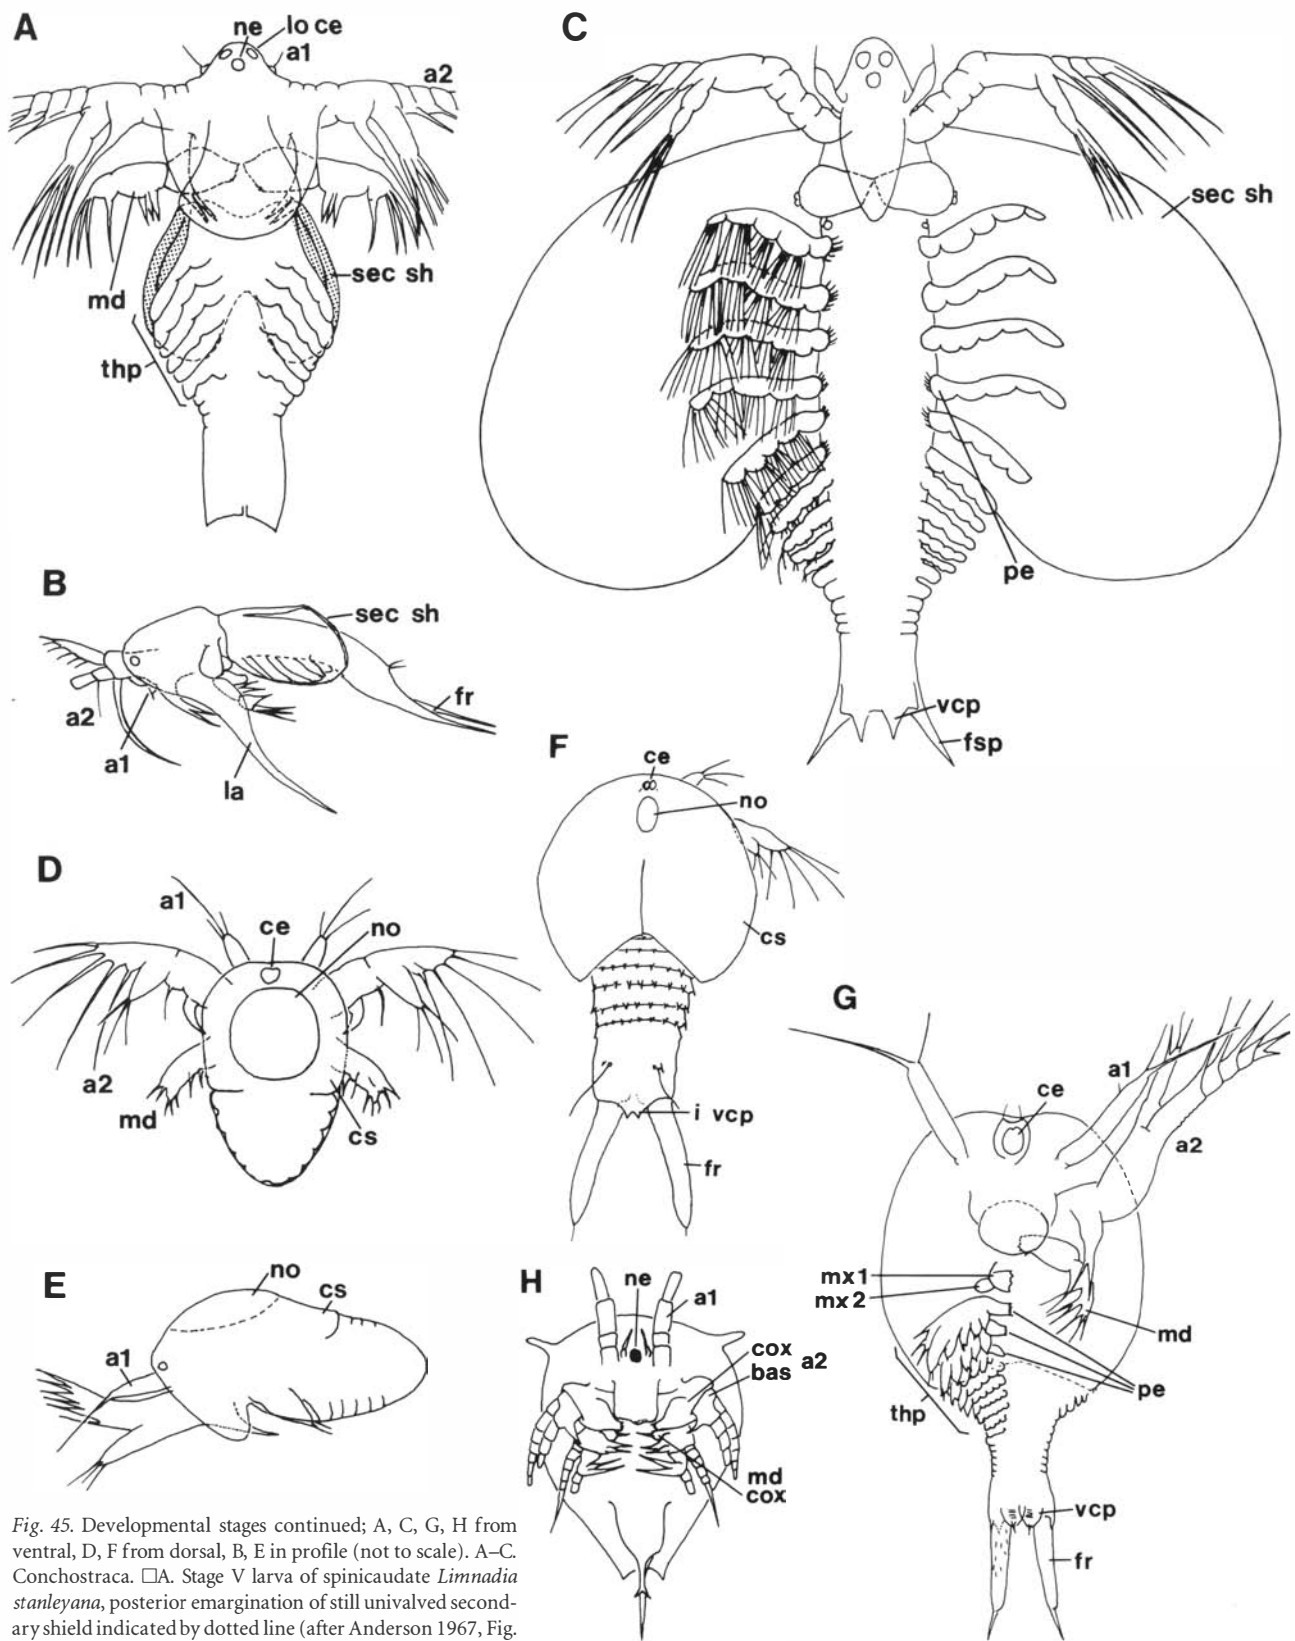 A
ne
lo ce
a1
a2
md
sec sh
thp
C
sec sh
pe
vcp
fsp
B
sec sh
a2
a1
la
fr
F
ce
no
cs
i vcp
fr
D
a1
ce
no
a2
md
cs
G
a1
ce
a2
mx1
mx2
md
pe
thp
vcp
fr
E
no
cs
a1
H
ne
a1
cox
bas a2
md
cox
Fig. 45. Developmental stages continued; A, C, G, H from
ventral, D, F from dorsal, B, E in profile (not to scale). A–C.
Conchostraca. □A. Stage V larva of spinicaudate Limnadia
stanleyana, posterior emargination of still univalved second-
ary shield indicated by dotted line (after Anderson 1967, Fig.